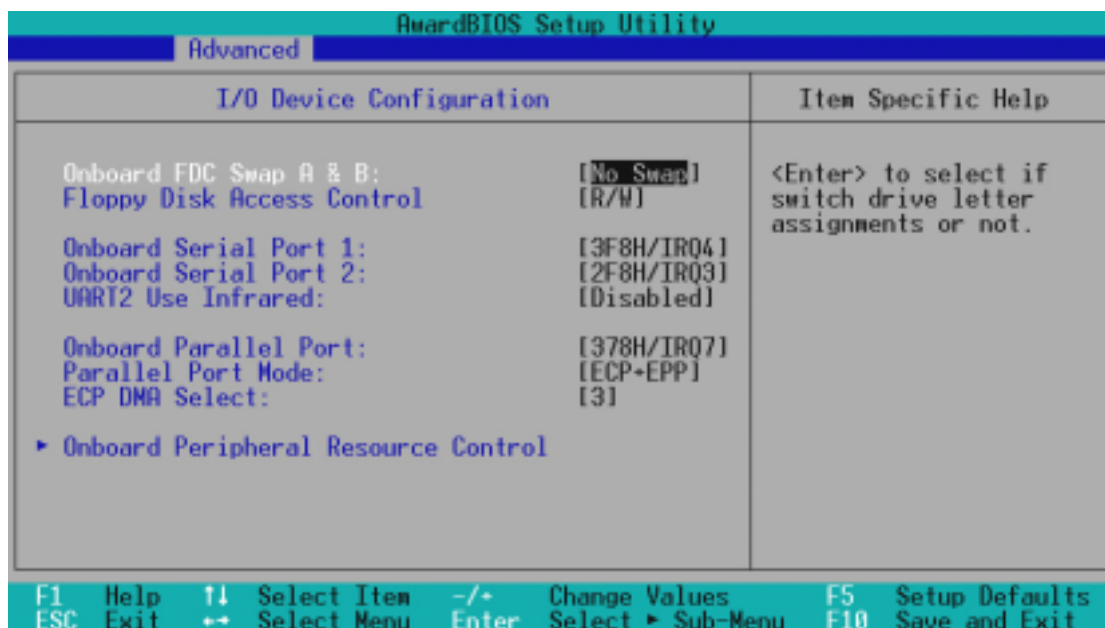 AwardBIOS Setup Utility
Advanced
I/O Device Configuration
Item Specific Help
Onboard FDC Swap A & B: [No Swap]
Floppy Disk Access Control [R/W]
Onboard Serial Port 1: [3F8H/IRQ4]
Onboard Serial Port 2: [2F8H/IRQ3]
UART2 Use Infrared: [Disabled]
Onboard Parallel Port: [378H/IRQ7]
Parallel Port Mode: [ECP+EPP]
ECP DMA Select: [3]
▸ Onboard Peripheral Resource Control
<Enter> to select if
switch drive letter
assignments or not.
F1 Help ↑↓ Select Item -/+ Change Values F5 Setup Defaults
ESC Exit ←→ Select Menu Enter Select ▸ Sub-Menu F10 Save and Exit